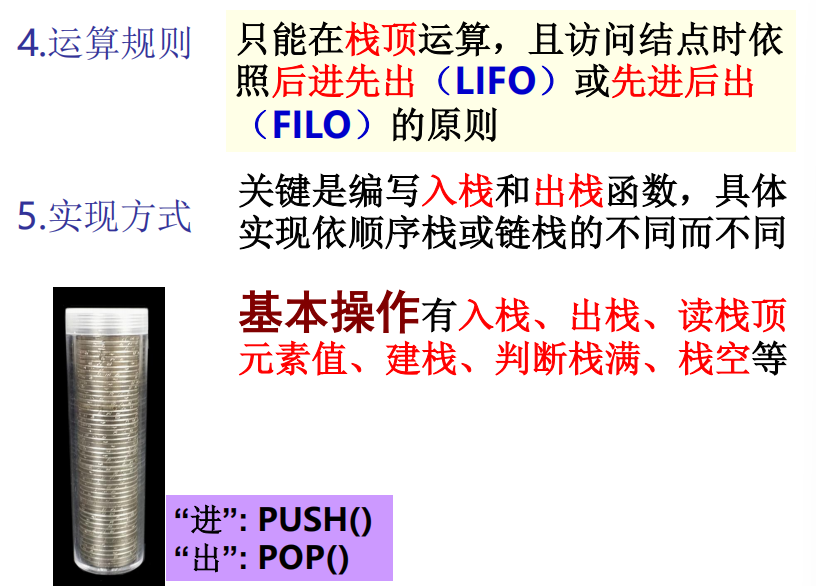 4.运算规则
只能在栈顶运算，且访问结点时依
照后进先出（LIFO）或先进后出
（FILO）的原则
5.实现方式
关键是编写入栈和出栈函数，具体
实现依顺序栈或链栈的不同而不同
基本操作有入栈、出栈、读栈顶
元素值、建栈、判断栈满、栈空等
“进”: PUSH()
“出”: POP()